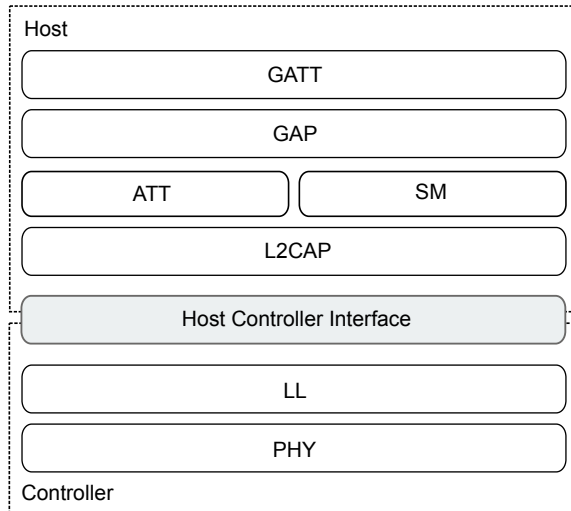 Host
GATT
GAP
ATT SM
L2CAP
Host Controller Interface
LL
PHY
Controller